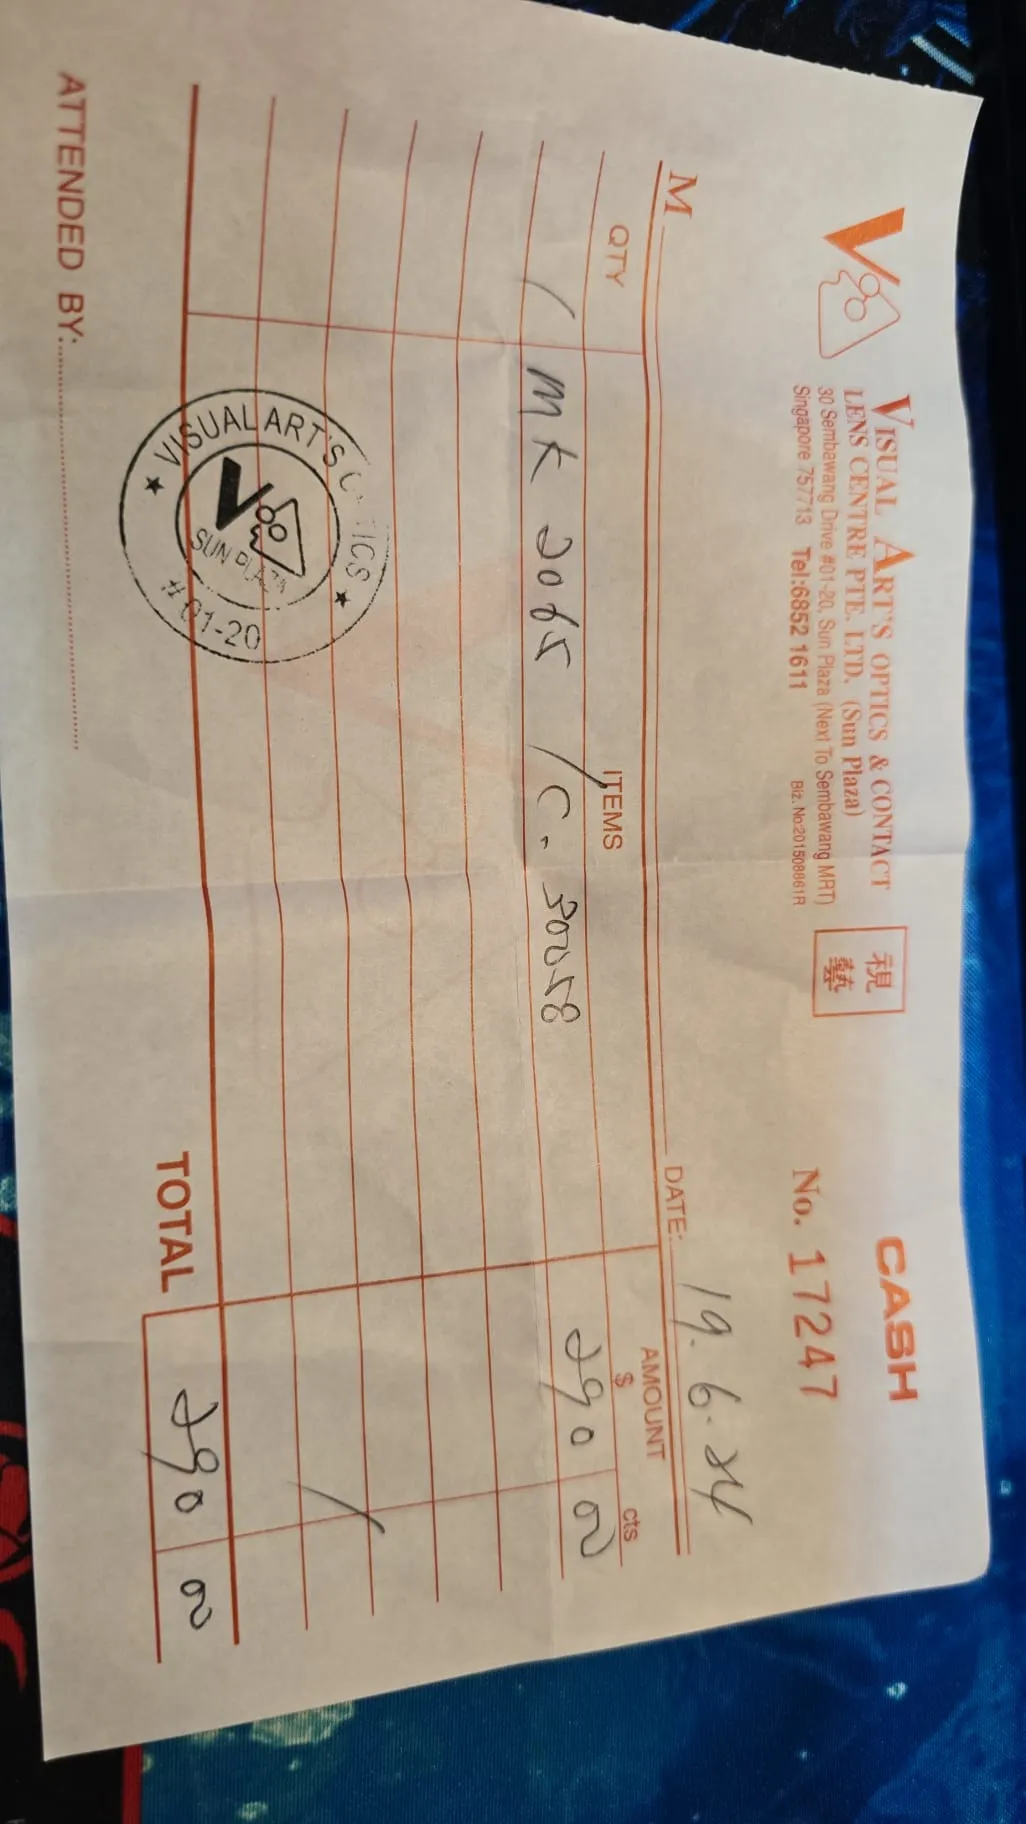 VISUAL ART'S OPTICS & CONTACT
LENS CENTRE PTE. LTD. (Sun Plaza)
30 Sembawang Drive #01-20, Sun Plaza (Next To Sembawang MRT)
Singapore 757713 Tel:6852 1611 Biz. No:201508861R
視藝
CASH
No. 17247
M
DATE: 19.6.24
QTY ITEMS AMOUNT
$ cts
1 MK 2065 / C. 50058 290 00
TOTAL 290 00
VISUAL ART'S OPTICS
SUN PLAZA
#01-20
ATTENDED BY: